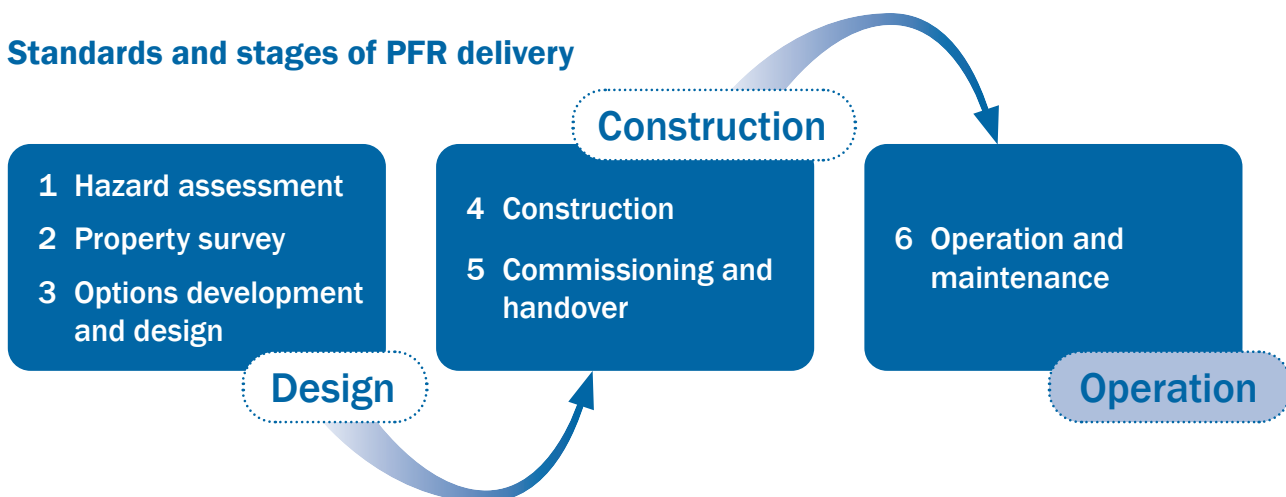 Standards and stages of PFR delivery
1 Hazard assessment
2 Property survey
3 Options development
and design
Design
Construction
4 Construction
5 Commissioning and
handover
6 Operation and
maintenance
Operation